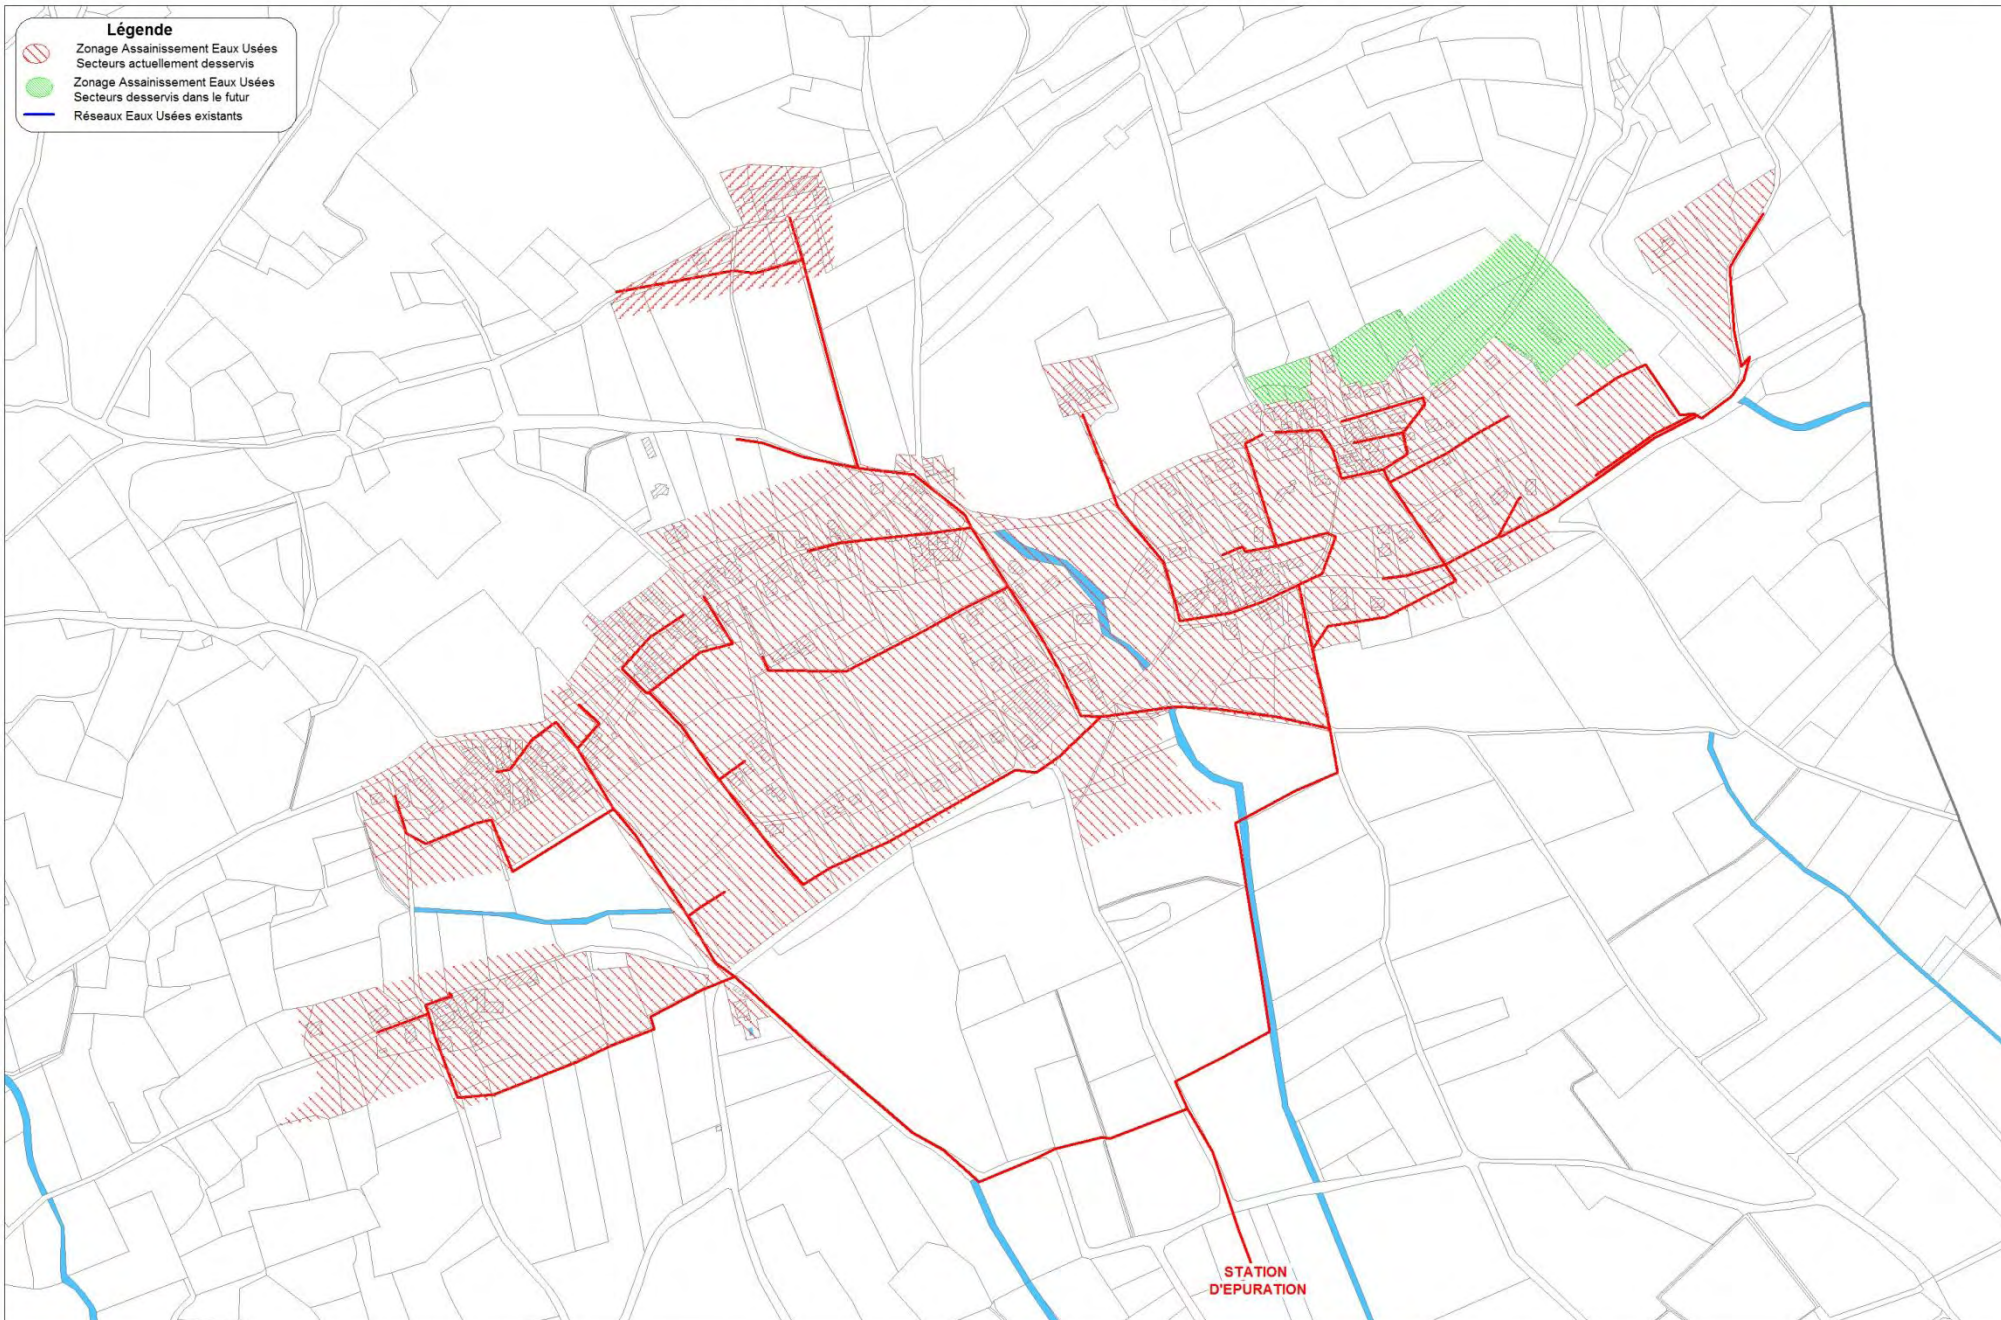 Légende
Zonage Assainissement Eaux Usées
Secteurs actuellement desservis
Zonage Assainissement Eaux Usées
Secteurs desservis dans le futur
Réseaux Eaux Usées existants
STATION
D'EPURATION